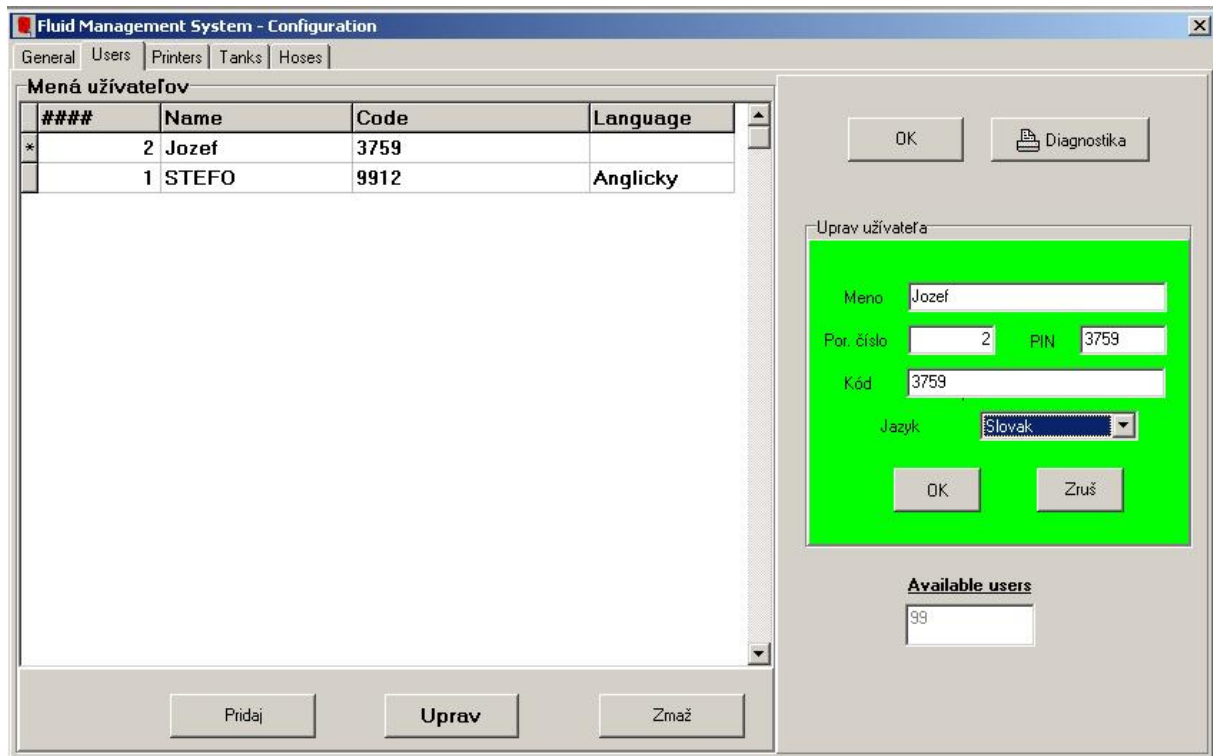 Fluid Management System - Configuration
General Users Printers Tanks Hoses
Mená užívateľov
#### Name Code Language
* 2 Jozef 3759
1 STEFO 9912 Anglicky
Pridaj Uprav Zmaž
OK Diagnostika
Uprav užívateľa
Meno Jozef
Por. číslo 2 PIN 3759
Kód 3759
Jazyk Slovak
OK Zruš
Available users
99